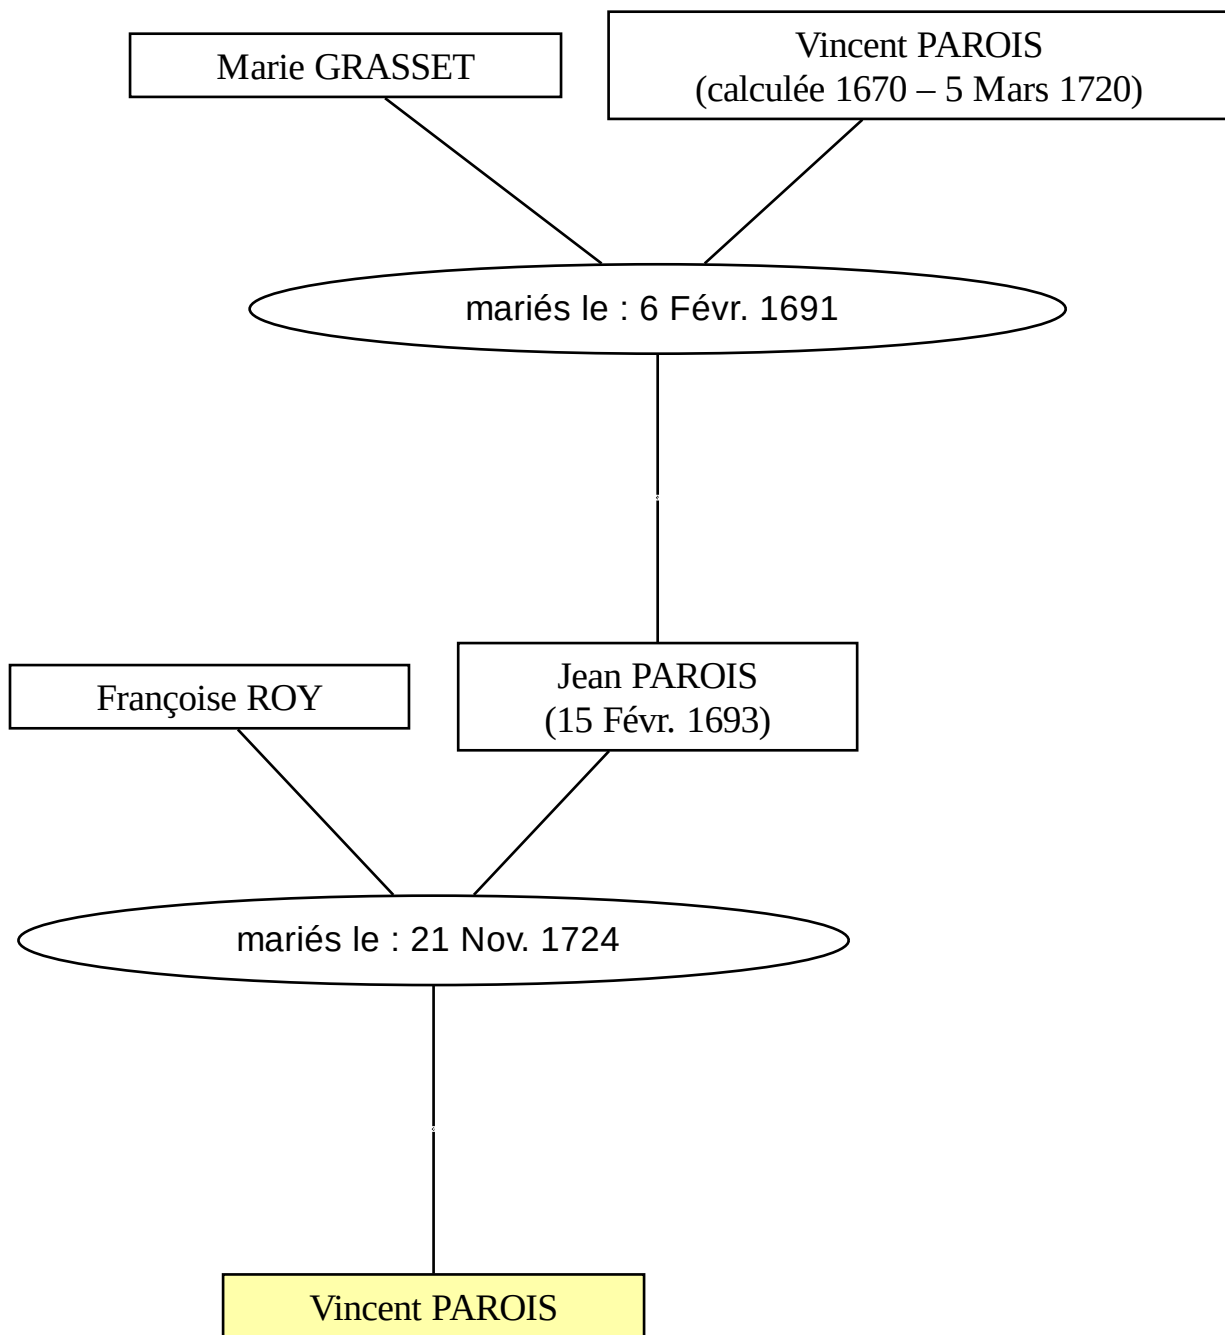 Marie GRASSET
Vincent PAROIS
(calculée 1670 – 5 Mars 1720)
mariés le : 6 Févr. 1691
Françoise ROY
Jean PAROIS
(15 Févr. 1693)
mariés le : 21 Nov. 1724
Vincent PAROIS